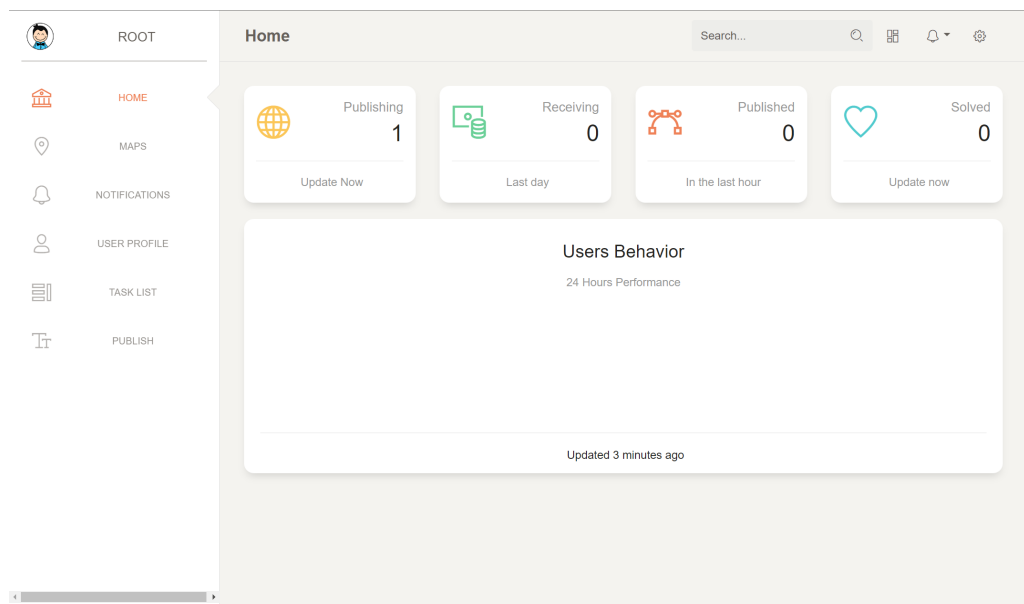 ROOT
HOME
MAPS
NOTIFICATIONS
USER PROFILE
TASK LIST
PUBLISH
Home
Search...
Publishing
1
Update Now
Receiving
0
Last day
Published
0
In the last hour
Solved
0
Update now
Users Behavior
24 Hours Performance
Updated 3 minutes ago